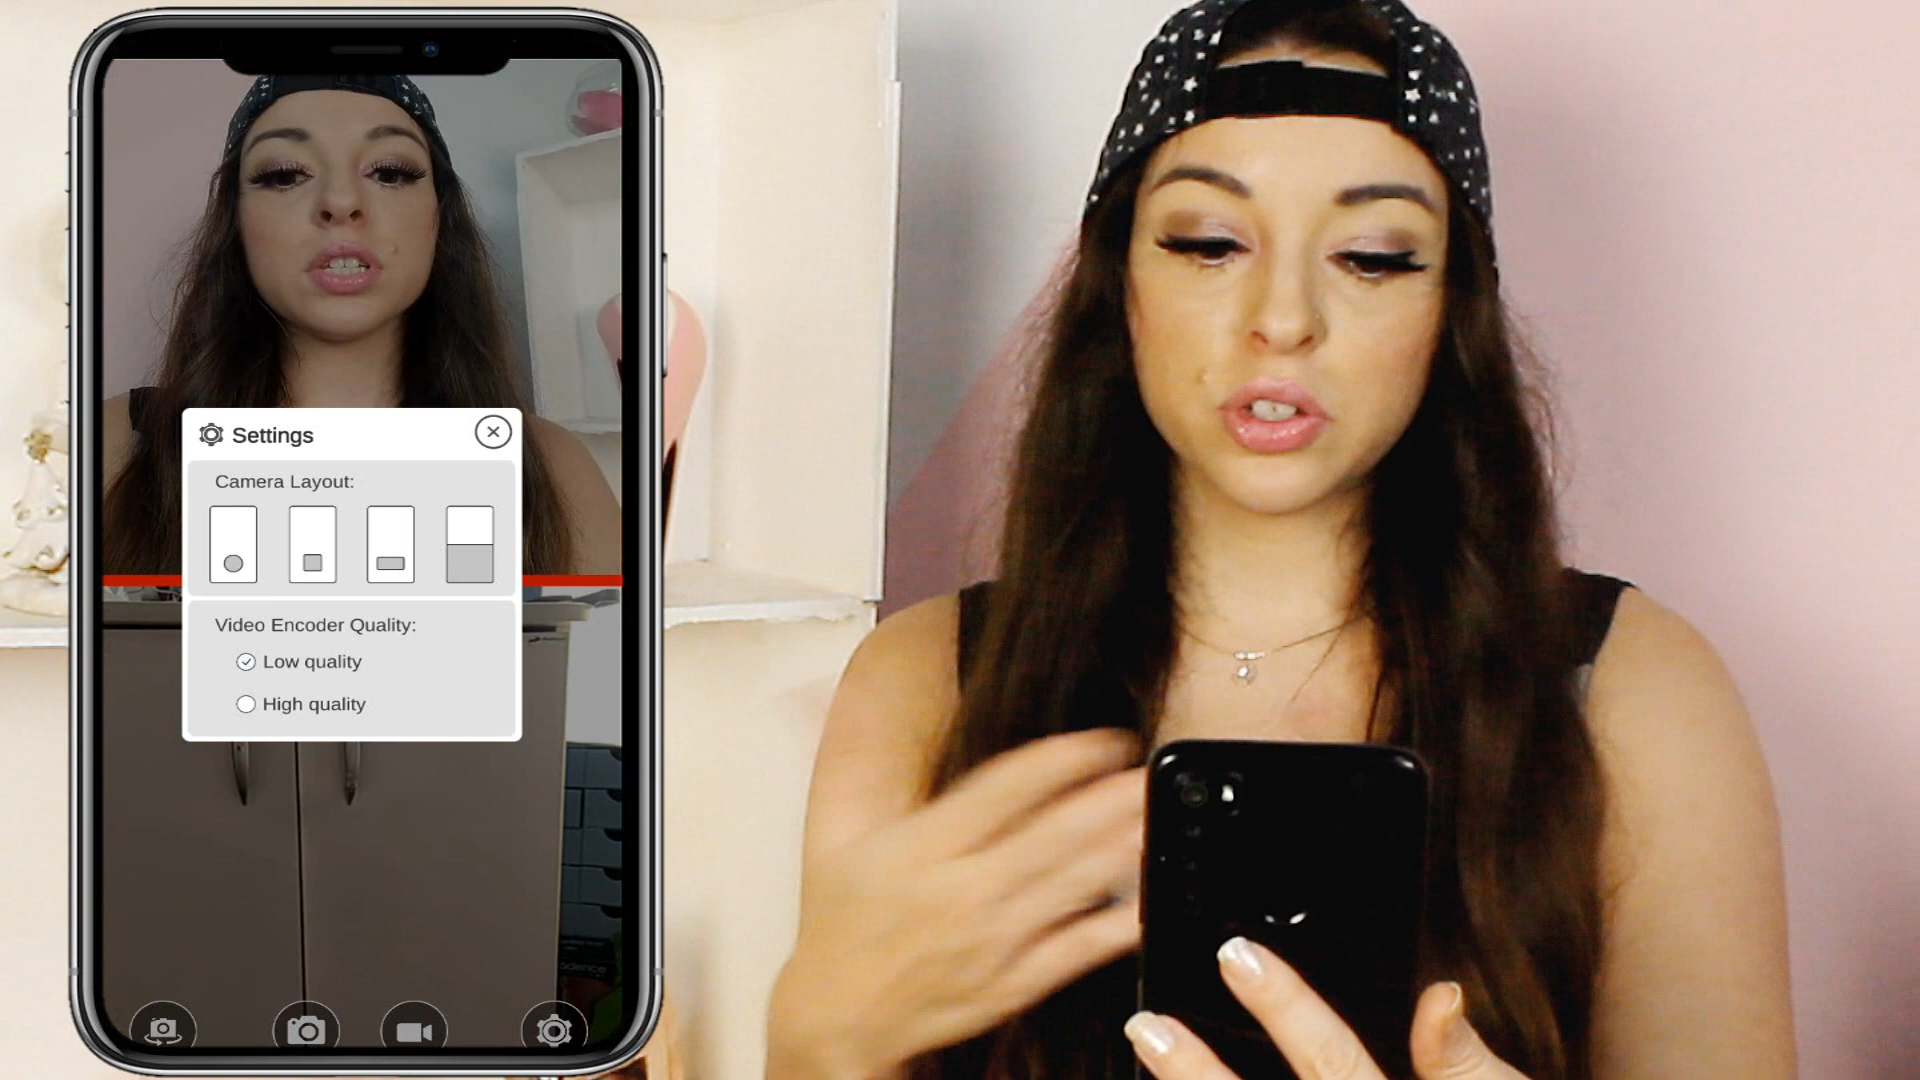 Settings
Camera Layout:
Video Encoder Quality:
Low quality
High quality